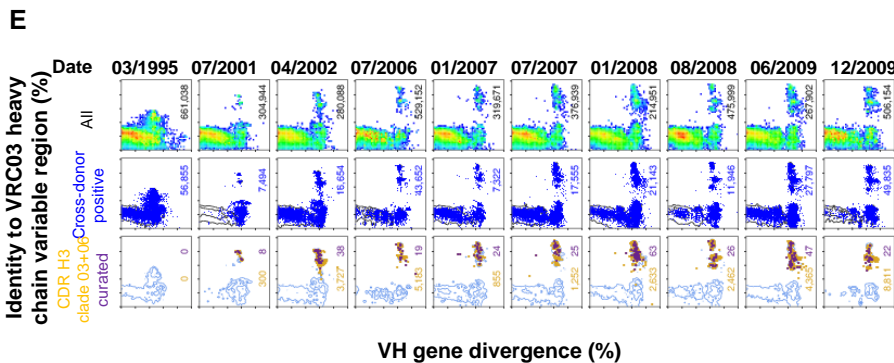 E
Date 03/1995 07/2001 04/2002 07/2006 01/2007 07/2007 01/2008 08/2008 06/2009 12/2009
Identity to VRC03 heavy
chain variable region (%)
All
661,038 304,944 280,088 529,152 319,671 376,939 214,951 475,999 267,902 505,154
Cross-donor
positive
56,855 7,494 16,654 43,652 7,322 17,555 21,143 11,946 27,797 49,935
CDR H3
clade 03+06
curated
0 8 38 19 24 25 63 26 47 22
0 300 3,727 5,163 855 1,252 2,633 2,462 4,365 8,811
VH gene divergence (%)